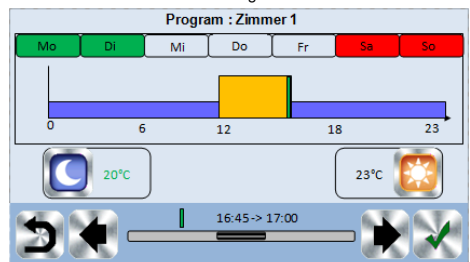 Program : Zimmer 1
Mo Di Mi Do Fr Sa So
0 6 12 18 23
20°C 23°C
16:45-> 17:00